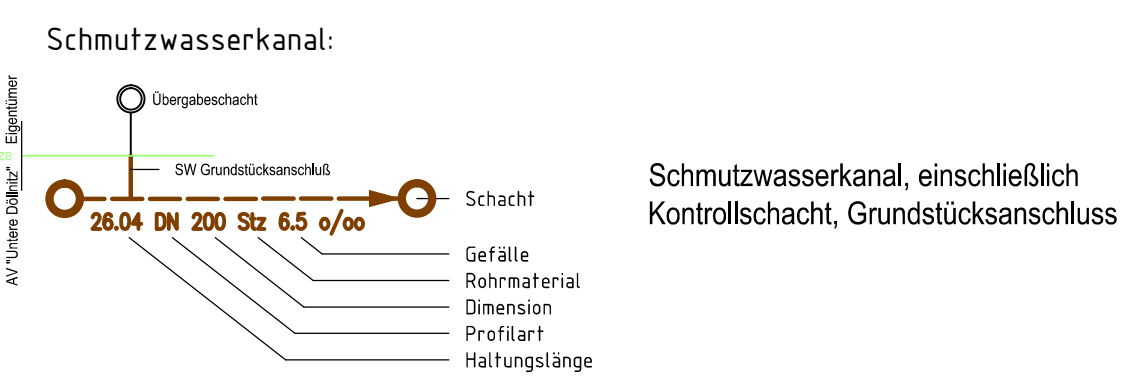 Schmutzwasserkanal:
Übergabeschacht
AV "Untere Döllnitz" Eigentümer
ze
SW Grundstücksanschluß
Schacht
26.04 DN 200 Stz 6.5 o/oo
Gefälle
Rohrmaterial
Dimension
Profilart
Haltungslänge
Schmutzwasserkanal, einschließlich
Kontrollschacht, Grundstücksanschluss